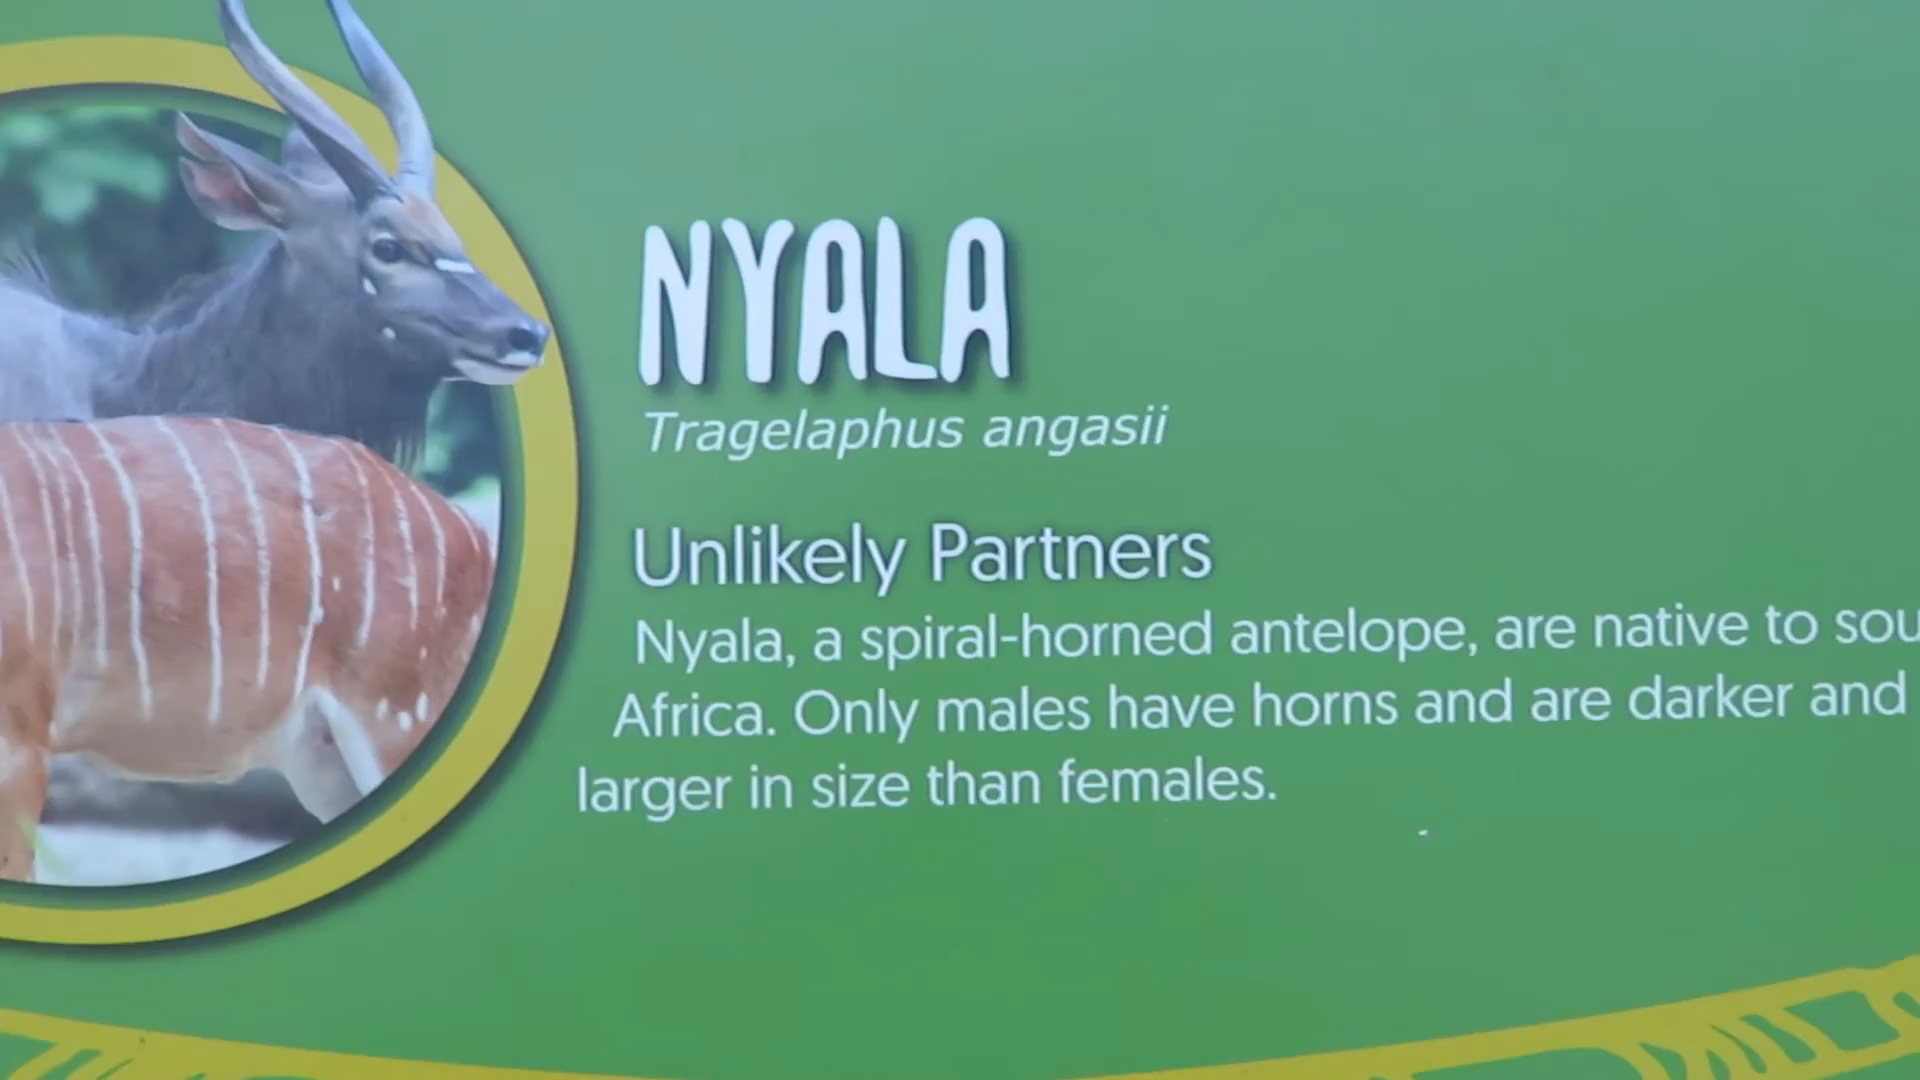 NYALA
Tragelaphus angasii
Unlikely Partners
Nyala, a spiral-horned antelope, are native to
Africa. Only males have horns and are darker and
larger in size than females.